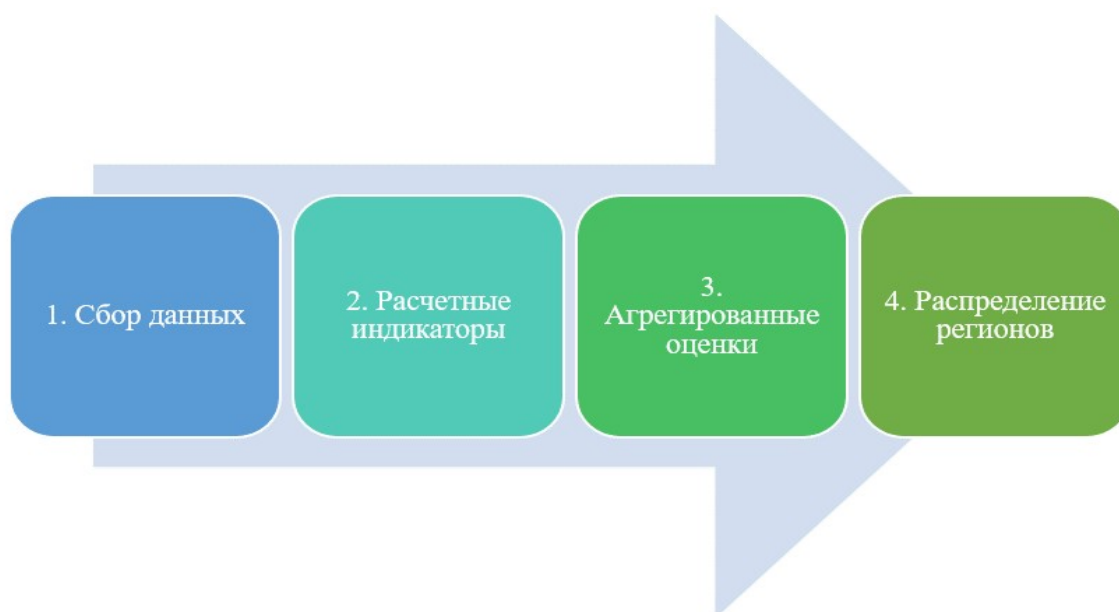 1. Сбор данных
2. Расчетные
индикаторы
3.
Агрегированные
оценки
4. Распределение
регионов